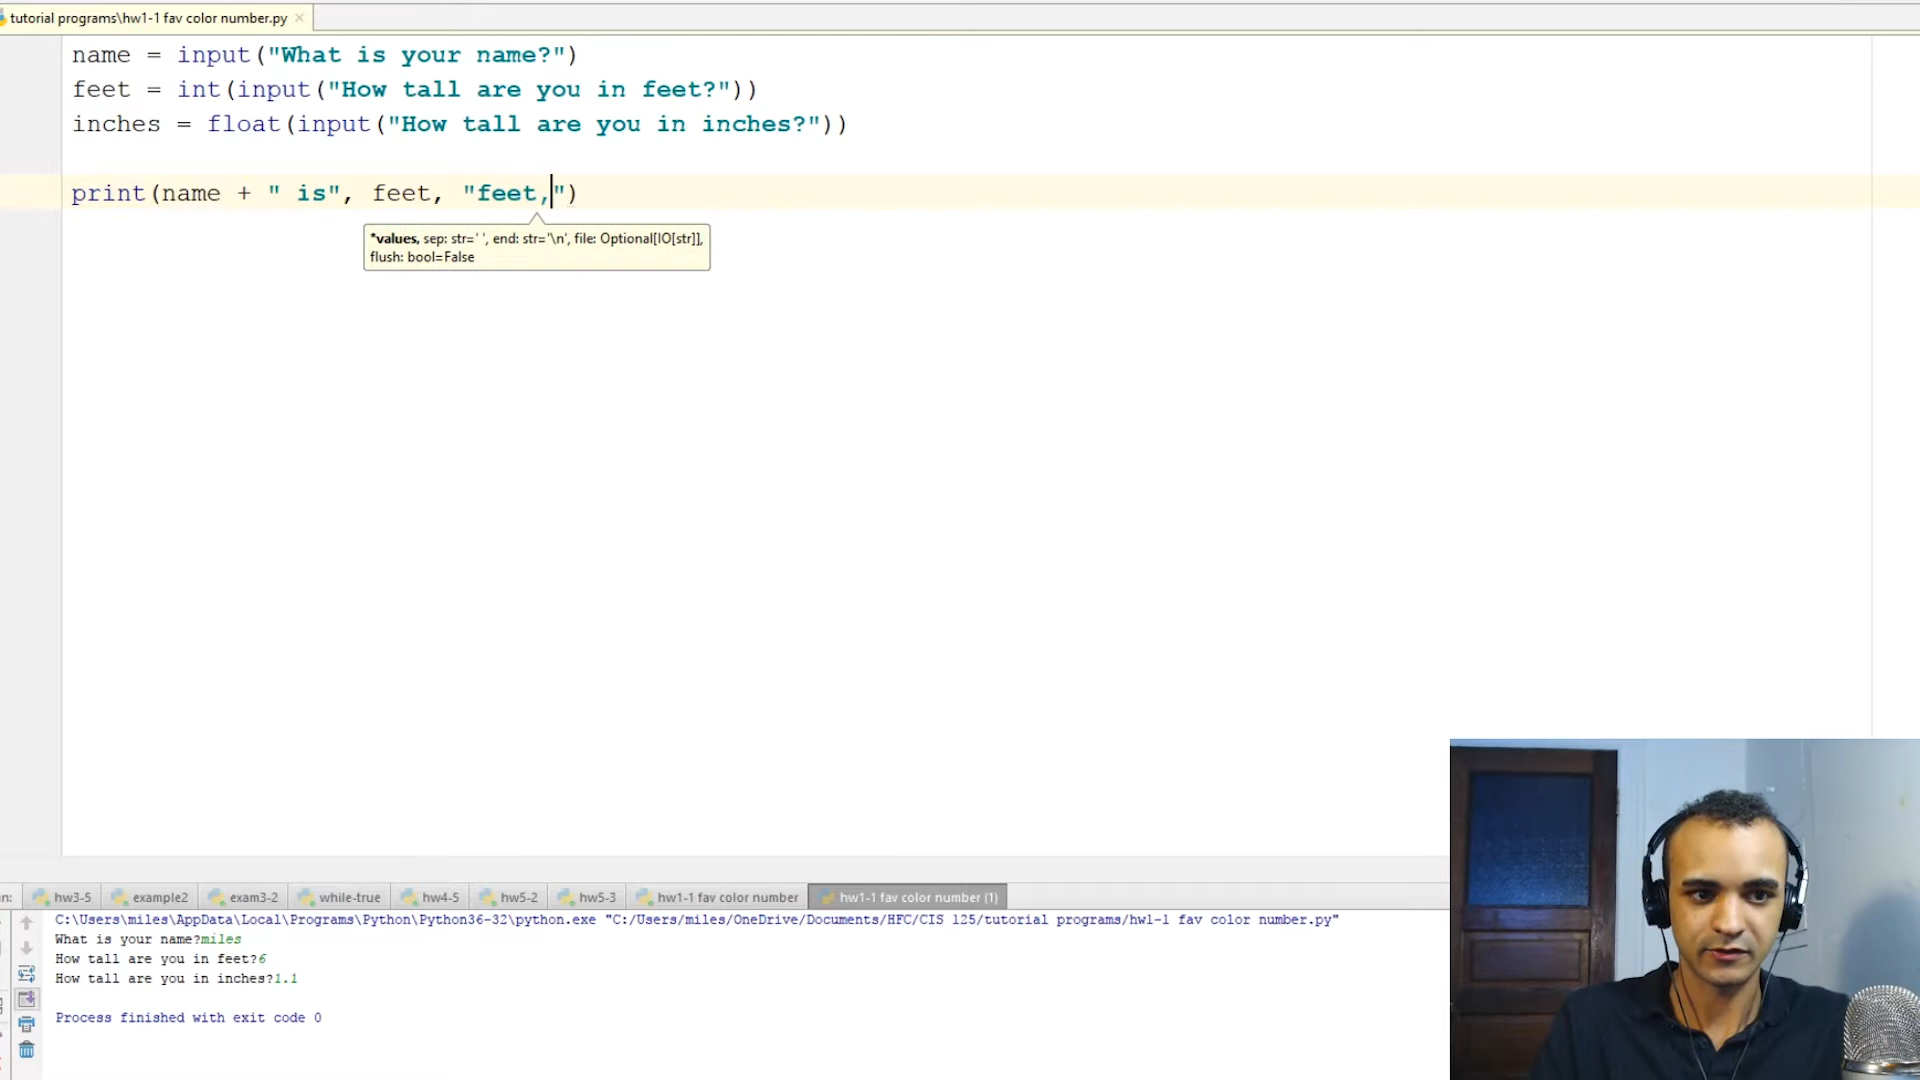 tutorial programs\hw1-1 fav color number.py
name = input("What is your name?")
feet = int(input("How tall are you in feet?"))
inches = float(input("How tall are you in inches?"))
print(name + " is", feet, "feet,")
*values, sep: str=' ', end: str='\n', file: Optional[IO[str]],
flush: bool=False
n: hw3-5 example2 exam3-2 while-true hw4-5 hw5-2 hw5-3 hw1-1 fav color number hw1-1 fav color number (1)
C:\Users\miles\AppData\Local\Programs\Python\Python36-32\python.exe "C:/Users/miles/OneDrive/Documents/HFC/CIS 125/tutorial programs/hw1-1 fav color number.py"
What is your name?miles
How tall are you in feet?6
How tall are you in inches?1.1
Process finished with exit code 0